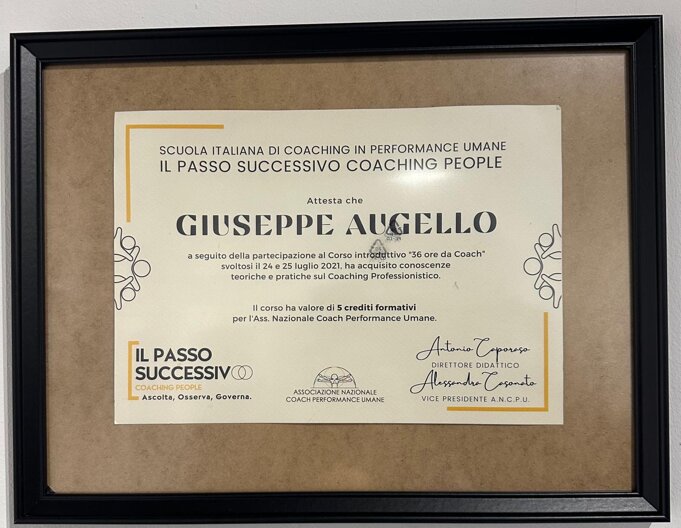 SCUOLA ITALIANA DI COACHING IN PERFORMANCE UMANE
IL PASSO SUCCESSIVO COACHING PEOPLE
Attesta che
GIUSEPPE AUGELLO
a seguito della partecipazione al Corso introduttivo "36 ore da Coach"
svoltosi il 24 e 25 luglio 2021, ha acquisito conoscenze
teoriche e pratiche sul Coaching Professionistico.
Il corso ha valore di 5 crediti formativi
per l'Ass. Nazionale Coach Performance Umane.
IL PASSO
SUCCESSIVO
COACHING PEOPLE
Ascolta, Osserva, Governa.
ASSOCIAZIONE NAZIONALE
COACH PERFORMANCE UMANE
Antonio Caporaso
DIRETTORE DIDATTICO
Alessandra Casonato
VICE PRESIDENTE A.N.C.P.U.